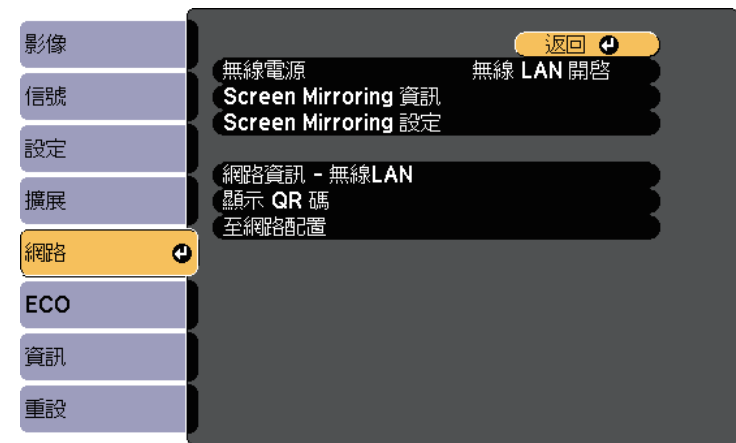 影像
信號
設定
擴展
網路
ECO
資訊
重設
返回
無線電源 無線 LAN 開啓
Screen Mirroring 資訊
Screen Mirroring 設定
網路資訊 - 無線LAN
顯示 QR 碼
至網路配置